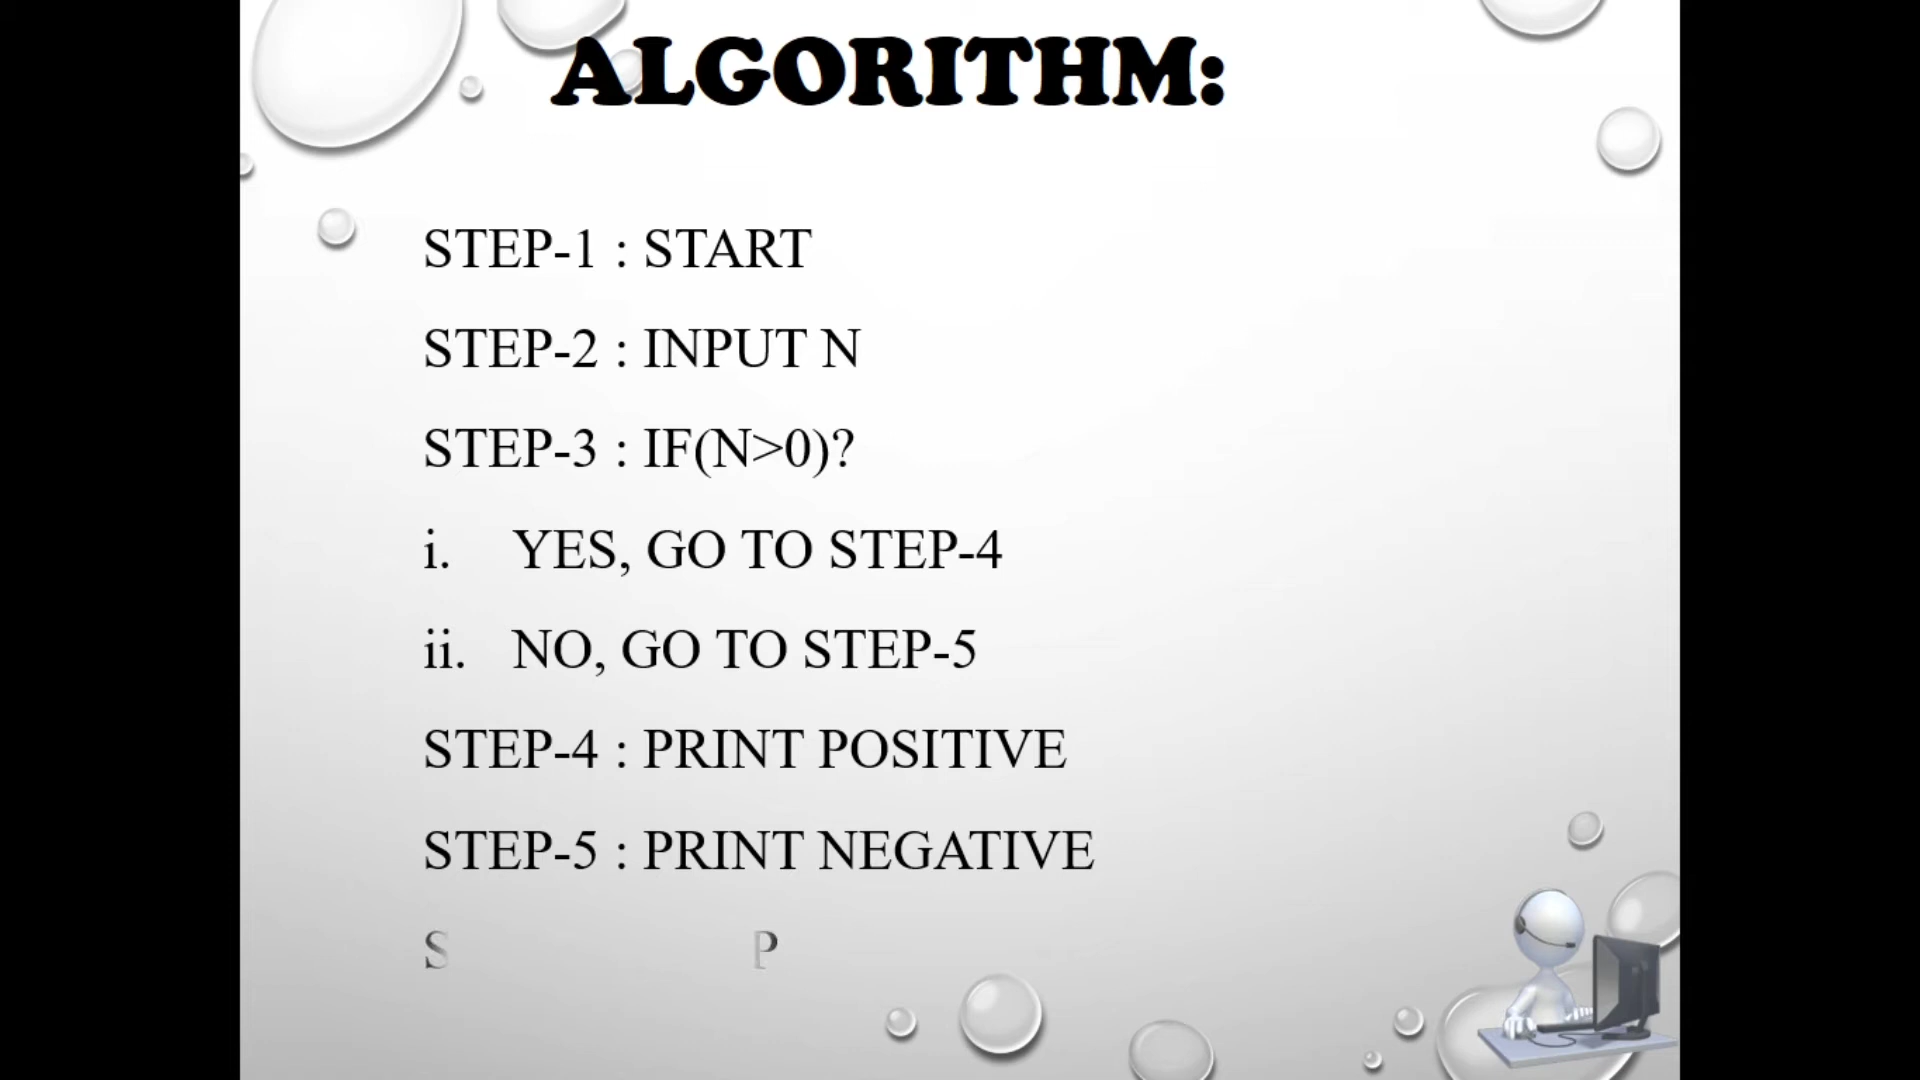 ALGORITHM:
STEP-1 : START
STEP-2 : INPUT N
STEP-3 : IF(N>0)?
i. YES, GO TO STEP-4
ii. NO, GO TO STEP-5
STEP-4 : PRINT POSITIVE
STEP-5 : PRINT NEGATIVE
S P